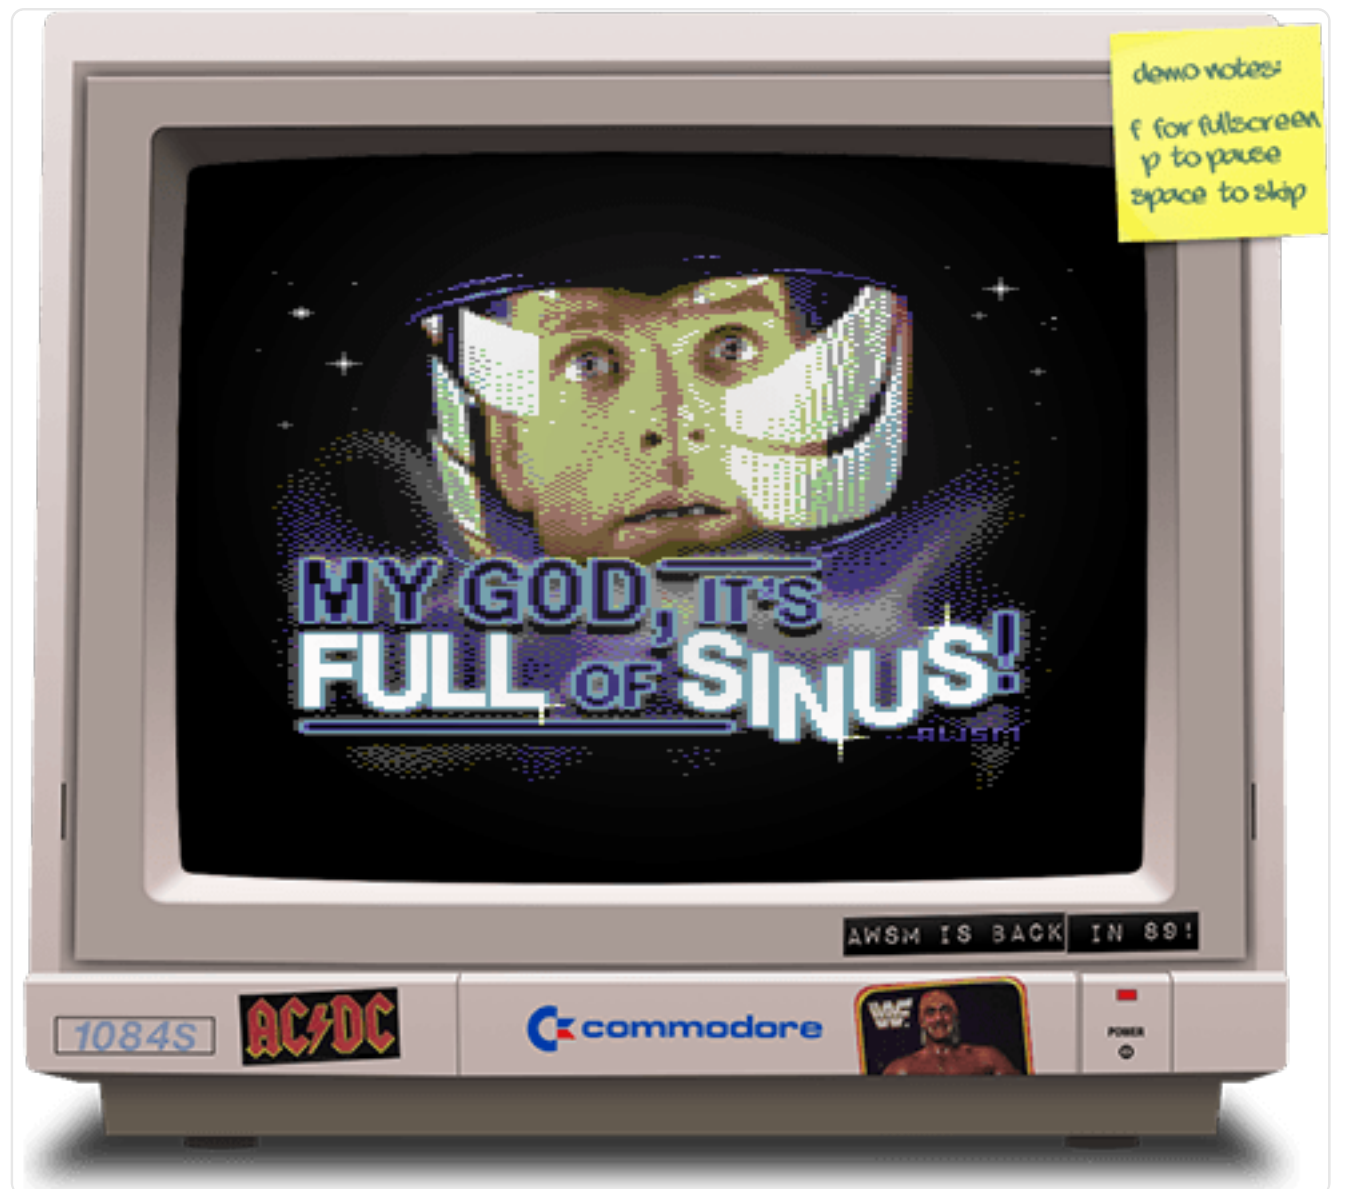 demo notes:
f for fullscreen
p to pause
space to skip
MY GOD, IT'S
FULL OF SINUS!
AWSM
AWSM IS BACK IN 89!
1084S
AC/DC
commodore
WF
POWER